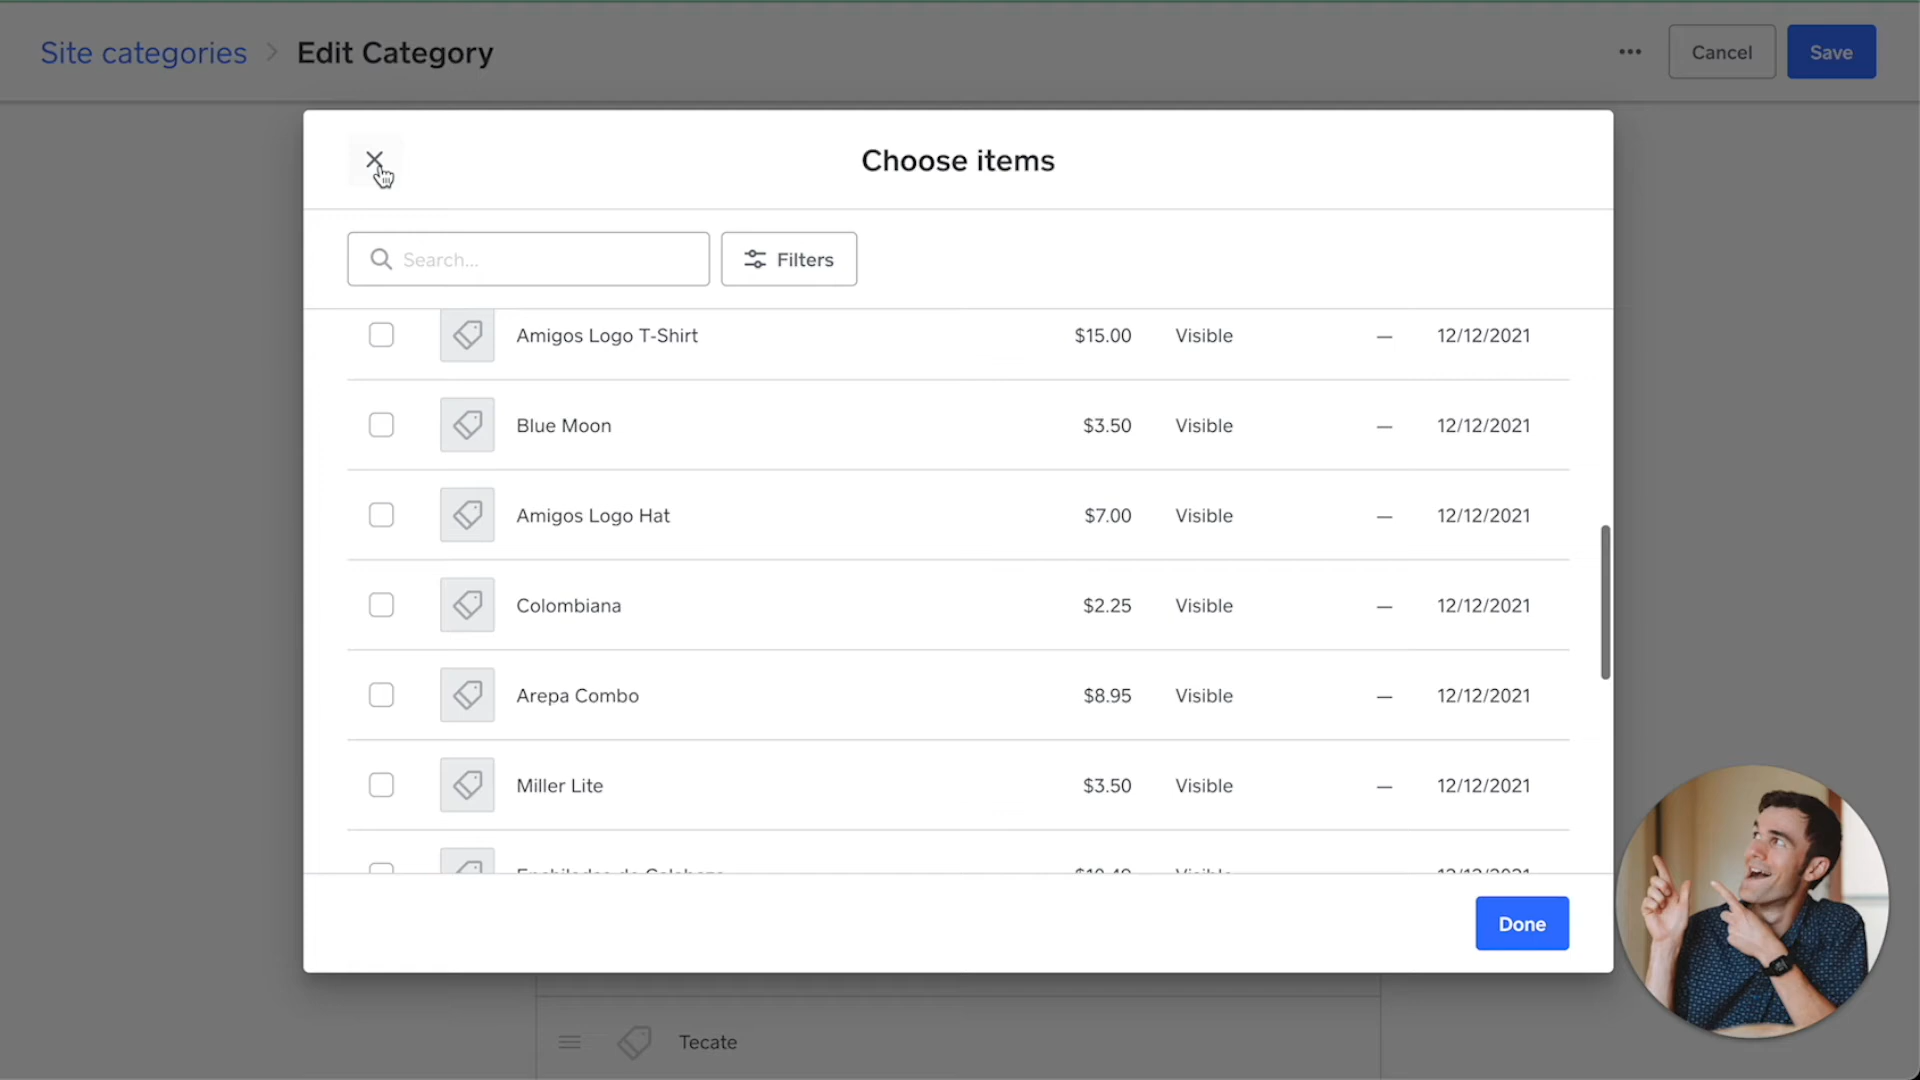 Site categories > Edit Category
Cancel
Save
Choose items
Search...
Filters
Amigos Logo T-Shirt $15.00 Visible — 12/12/2021
Blue Moon $3.50 Visible — 12/12/2021
Amigos Logo Hat $7.00 Visible — 12/12/2021
Colombiana $2.25 Visible — 12/12/2021
Arepa Combo $8.95 Visible — 12/12/2021
Miller Lite $3.50 Visible — 12/12/2021
Done
Tecate